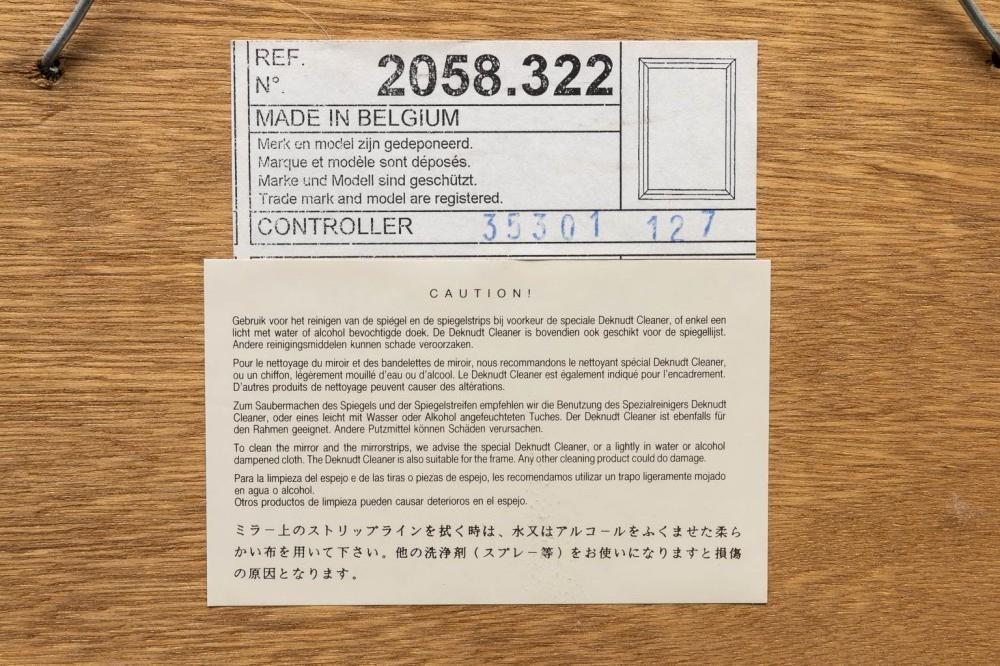 REF.
N°. 2058.322
MADE IN BELGIUM
Merk en model zijn gedeponeerd.
Marque et modèle sont déposés.
Marke und Modell sind geschützt.
Trade mark and model are registered.
CONTROLLER 35301 127
CAUTION!
Gebruik voor het reinigen van de spiegel en de spiegelstrips bij voorkeur de speciale Deknudt Cleaner, of enkel een
licht met water of alcohol bevochtigde doek. De Deknudt Cleaner is bovendien ook geschikt voor de spiegellijst.
Andere reinigingsmiddelen kunnen schade veroorzaken.
Pour le nettoyage du miroir et des bandelettes de miroir, nous recommandons le nettoyant spécial Deknudt Cleaner,
ou un chiffon, légèrement mouillé d'eau ou d'alcool. Le Deknudt Cleaner est également indiqué pour l'encadrement.
D'autres produits de nettoyage peuvent causer des altérations.
Zum Saubermachen des Spiegels und der Spiegelstreifen empfehlen wir die Benutzung des Spezialreinigers Deknudt
Cleaner, oder eines leicht mit Wasser oder Alkohol angefeuchteten Tuches. Der Deknudt Cleaner ist ebenfalls für
den Rahmen geeignet. Andere Putzmittel können Schäden verursachen.
To clean the mirror and the mirrorstrips, we advise the special Deknudt Cleaner, or a lightly in water or alcohol
dampened cloth. The Deknudt Cleaner is also suitable for the frame. Any other cleaning product could do damage.
Para la limpieza del espejo e de las tiras o piezas de espejo, les recomendamos utilizar un trapo ligeramente mojado
en agua o alcohol.
Otros productos de limpieza pueden causar deterioros en el espejo.
ミラー上のストリップラインを拭く時は、水又はアルコールをふくませた柔ら
かい布を用いて下さい。他の洗浄剤（スプレー等）をお使いになりますと損傷
の原因となります。